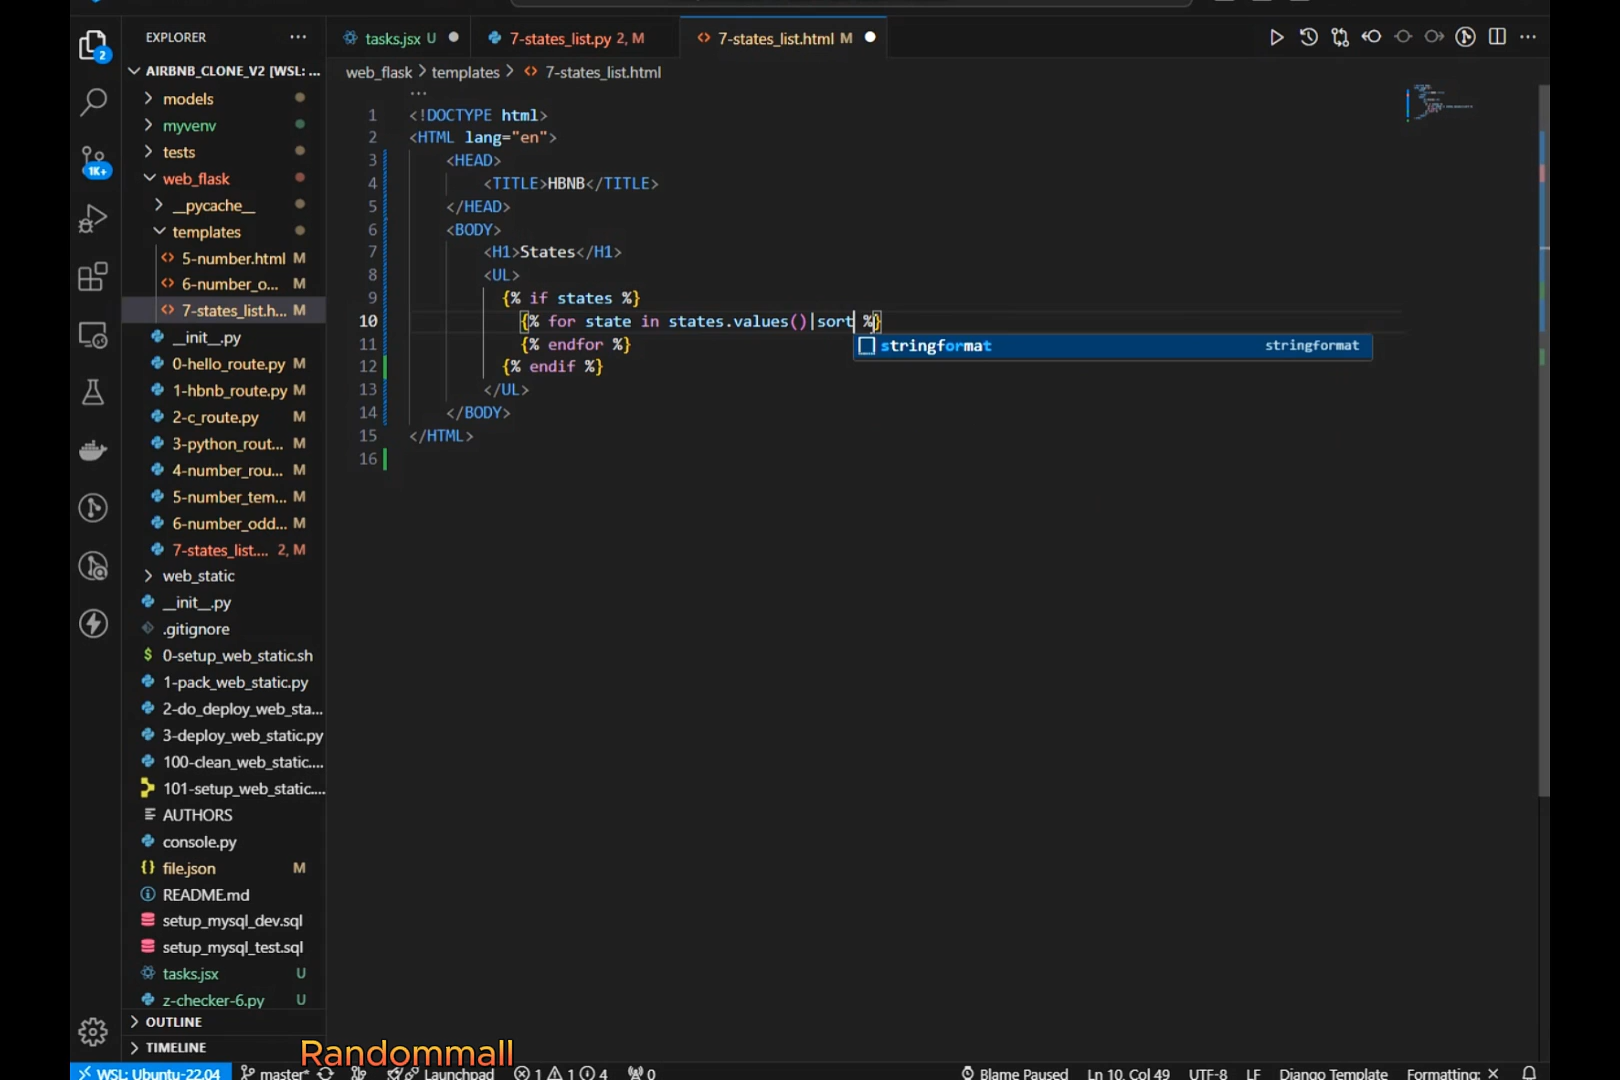 EXPLORER ...
tasks.jsx U
7-states_list.py 2, M
7-states_list.html M
AIRBNB_CLONE_V2 [WSL: ...
web_flask > templates > 7-states_list.html
...
models
myvenv
tests
web_flask
__pycache__
templates
5-number.html M
6-number_o... M
7-states_list.h... M
__init__.py
0-hello_route.py M
1-hbnb_route.py M
2-c_route.py M
3-python_rout... M
4-number_rou... M
5-number_tem... M
6-number_odd... M
7-states_list.... 2, M
web_static
__init__.py
.gitignore
0-setup_web_static.sh
1-pack_web_static.py
2-do_deploy_web_sta...
3-deploy_web_static.py
100-clean_web_static....
101-setup_web_static....
AUTHORS
console.py
file.json M
README.md
setup_mysql_dev.sql
setup_mysql_test.sql
tasks.jsx U
z-checker-6.py U
OUTLINE
TIMELINE
2
1K+
1 <!DOCTYPE html>
2 <HTML lang="en">
3 <HEAD>
4 <TITLE>HBNB</TITLE>
5 </HEAD>
6 <BODY>
7 <H1>States</H1>
8 <UL>
9 {% if states %}
10 {% for state in states.values()|sort %}
11 {% endfor %}
12 {% endif %}
13 </UL>
14 </BODY>
15 </HTML>
16
stringformat stringformat
Randommall
WSL: Ubuntu-22.04 master* Launchpad 1 1 4 0 Blame Paused Ln 10, Col 49 UTF-8 LF Django Template Formatting: ×